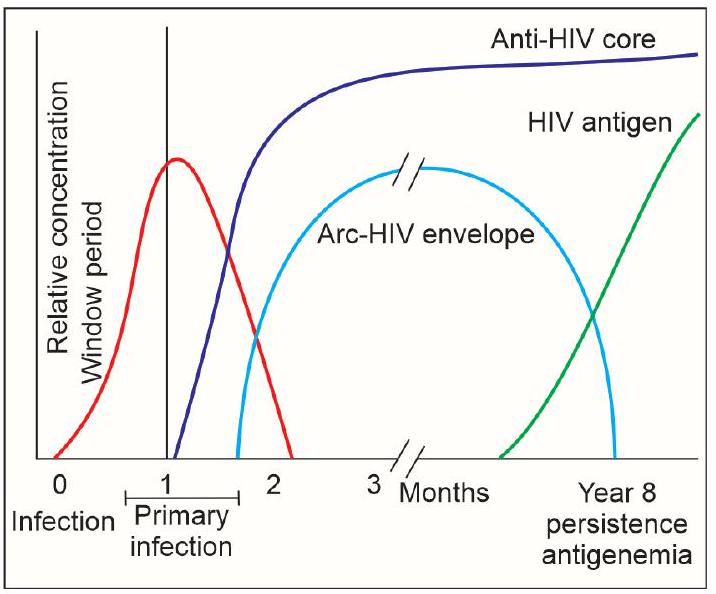 Anti-HIV core
HIV antigen
Arc-HIV envelope
Relative concentration
Window period
0
1
2
3
Months
Infection
Primary
infection
Year 8
persistence
antigenemia